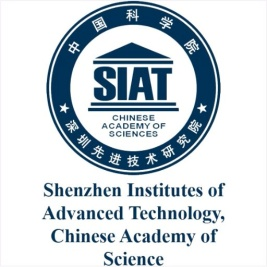 中国科学院
SIAT
CHINESE
ACADEMY OF
SCIENCES
深圳先进技术研究院
Shenzhen Institutes of
Advanced Technology,
Chinese Academy of
Science